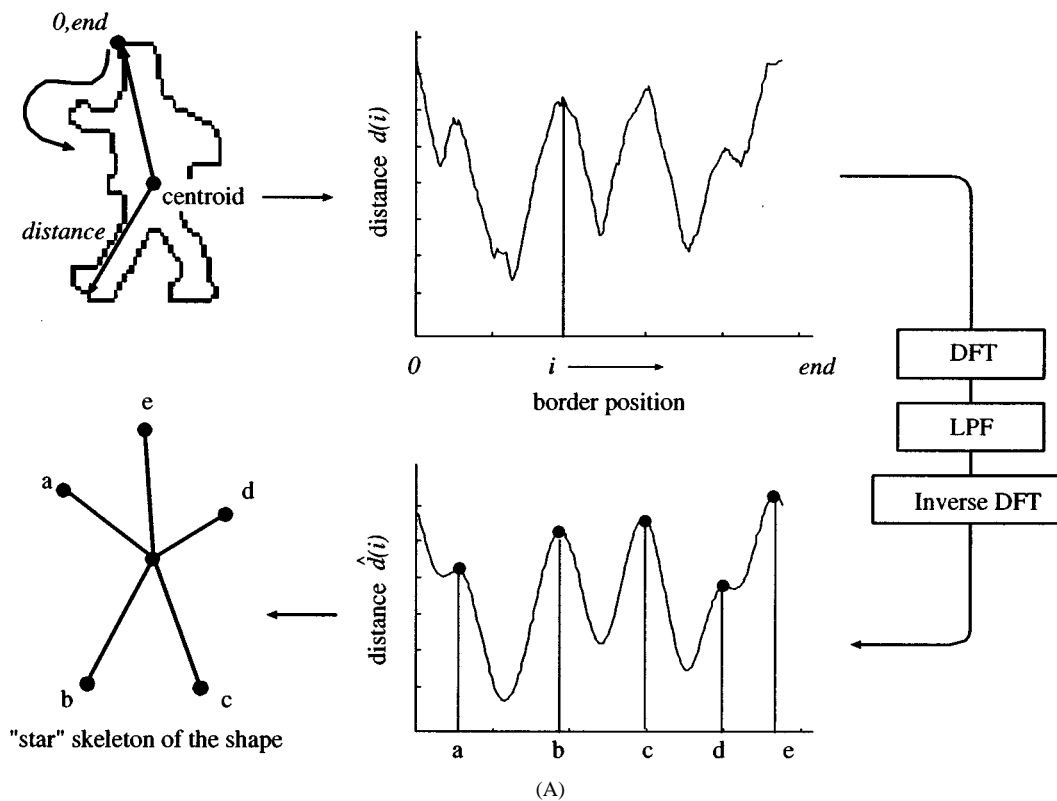 0,end
centroid
distance
distance d(i)
0
i
end
border position
DFT
LPF
Inverse DFT
distance d̂(i)
a
b
c
d
e
e
a
d
b
c
"star" skeleton of the shape
(A)